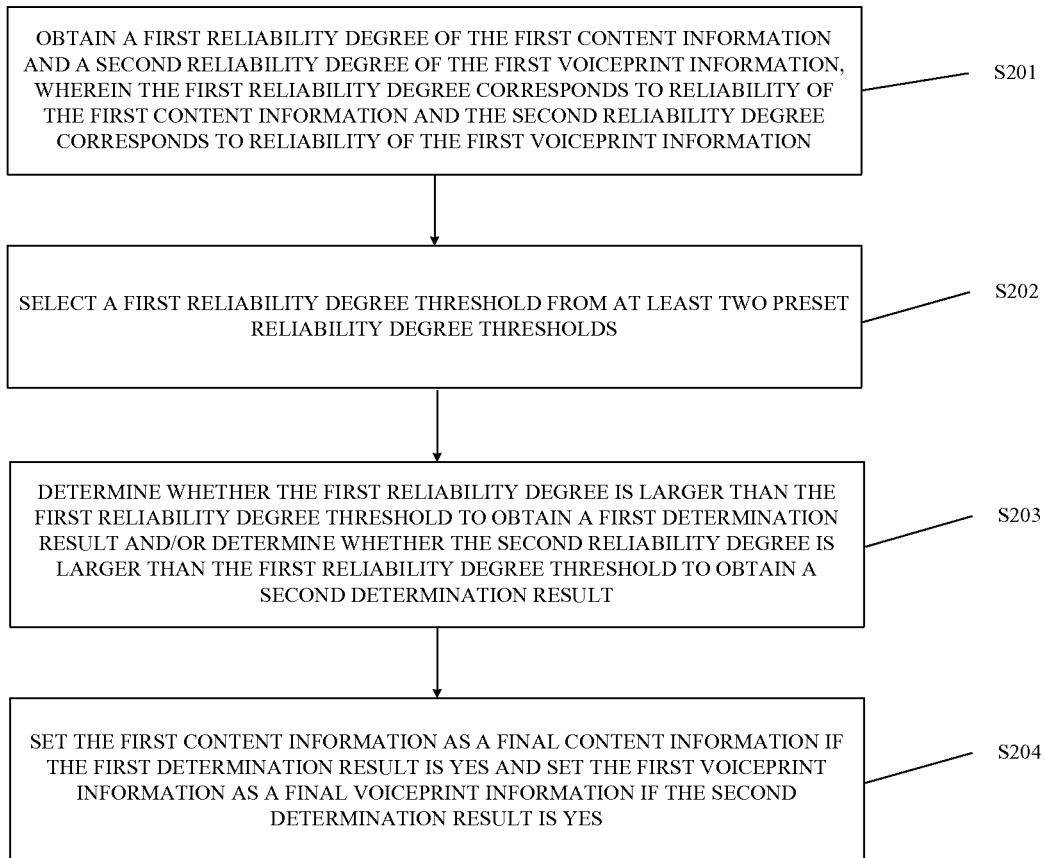 OBTAIN A FIRST RELIABILITY DEGREE OF THE FIRST CONTENT INFORMATION
AND A SECOND RELIABILITY DEGREE OF THE FIRST VOICEPRINT INFORMATION,
WHEREIN THE FIRST RELIABILITY DEGREE CORRESPONDS TO RELIABILITY OF
THE FIRST CONTENT INFORMATION AND THE SECOND RELIABILITY DEGREE
CORRESPONDS TO RELIABILITY OF THE FIRST VOICEPRINT INFORMATION
S201
SELECT A FIRST RELIABILITY DEGREE THRESHOLD FROM AT LEAST TWO PRESET
RELIABILITY DEGREE THRESHOLDS
S202
DETERMINE WHETHER THE FIRST RELIABILITY DEGREE IS LARGER THAN THE
FIRST RELIABILITY DEGREE THRESHOLD TO OBTAIN A FIRST DETERMINATION
RESULT AND/OR DETERMINE WHETHER THE SECOND RELIABILITY DEGREE IS
LARGER THAN THE FIRST RELIABILITY DEGREE THRESHOLD TO OBTAIN A
SECOND DETERMINATION RESULT
S203
SET THE FIRST CONTENT INFORMATION AS A FINAL CONTENT INFORMATION IF
THE FIRST DETERMINATION RESULT IS YES AND SET THE FIRST VOICEPRINT
INFORMATION AS A FINAL VOICEPRINT INFORMATION IF THE SECOND
DETERMINATION RESULT IS YES
S204